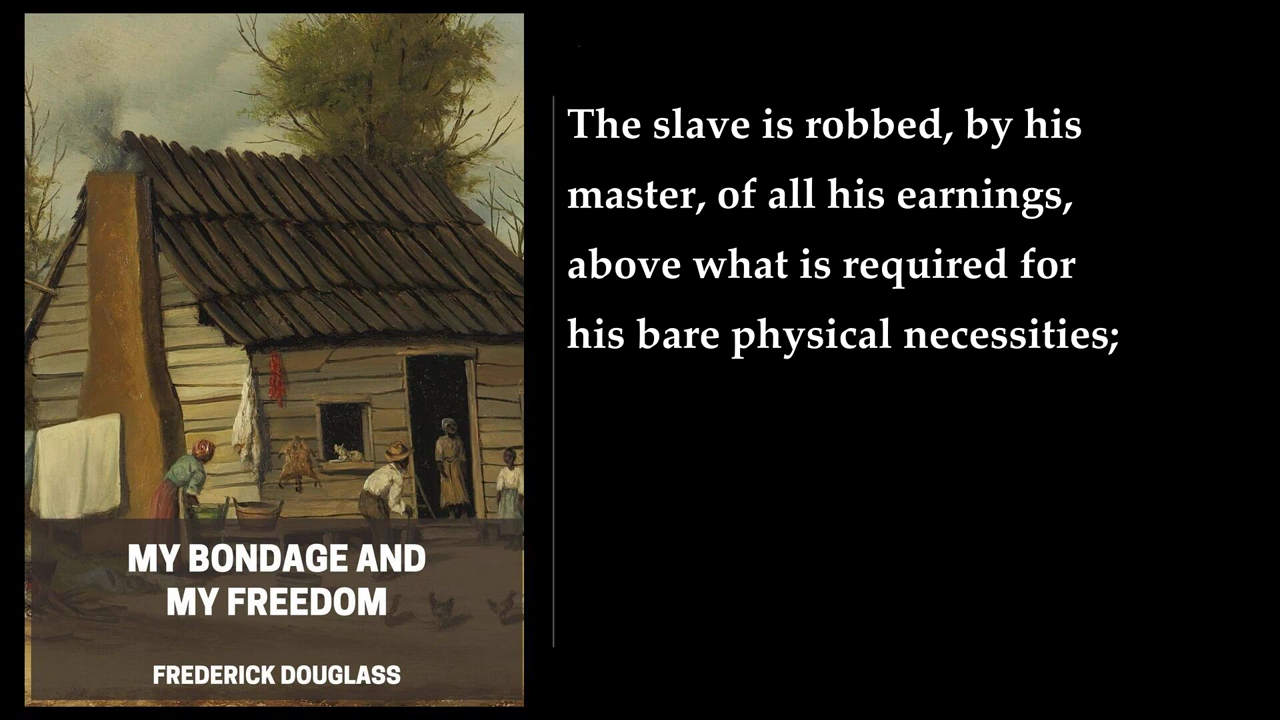 MY BONDAGE AND
MY FREEDOM
FREDERICK DOUGLASS
The slave is robbed, by his
master, of all his earnings,
above what is required for
his bare physical necessities;